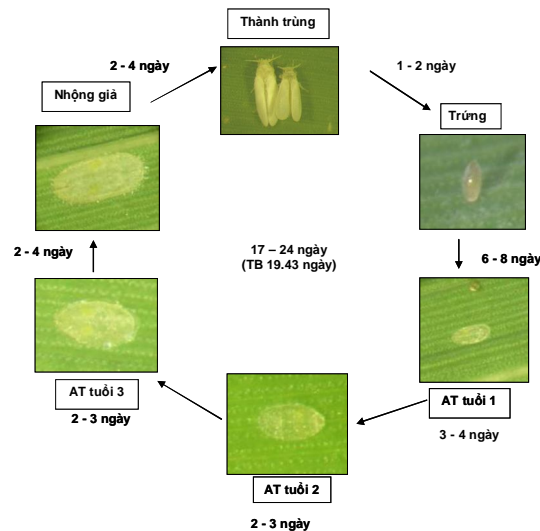 Thành trùng
2 - 4 ngày
1 - 2 ngày
Nhộng giả
Trứng
2 - 4 ngày
17 – 24 ngày
(TB 19.43 ngày)
6 - 8 ngày
AT tuổi 3
2 - 3 ngày
AT tuổi 1
3 - 4 ngày
AT tuổi 2
2 - 3 ngày